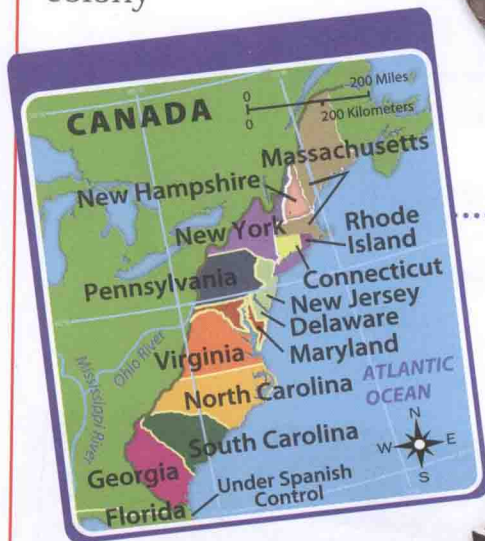 colony
200 Miles
0
CANADA
0
200 Kilometers
Massachusetts
New Hampshire
New York
Rhode
Island
Pennsylvania
Connecticut
New Jersey
Delaware
Maryland
Ohio River
Mississippi River
Virginia
ATLANTIC
OCEAN
North Carolina
N
W
E
S
South Carolina
Georgia
Under Spanish
Control
Florida